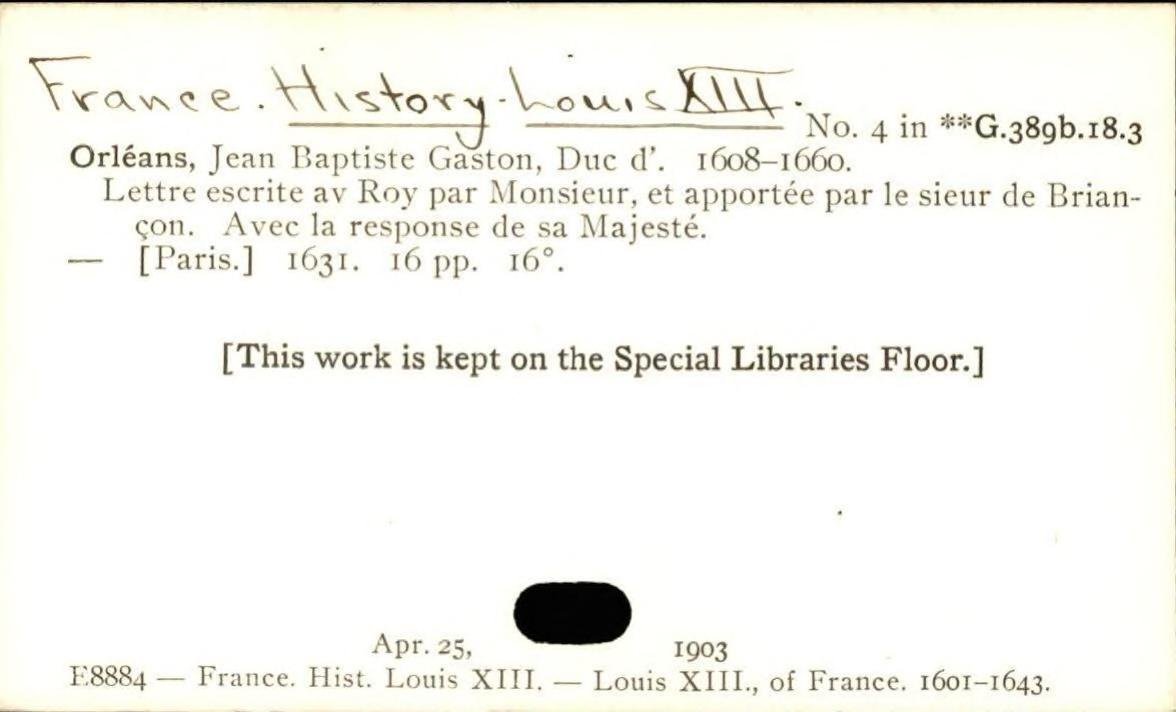 France. History. Louis XIII.
No. 4 in **G.389b.18.3
Orléans, Jean Baptiste Gaston, Duc d'. 1608–1660.
Lettre escrite av Roy par Monsieur, et apportée par le sieur de Brian-
çon. Avec la response de sa Majesté.
— [Paris.] 1631. 16 pp. 16°.
[This work is kept on the Special Libraries Floor.]
Apr. 25, 1903
E8884 — France. Hist. Louis XIII. — Louis XIII., of France. 1601–1643.